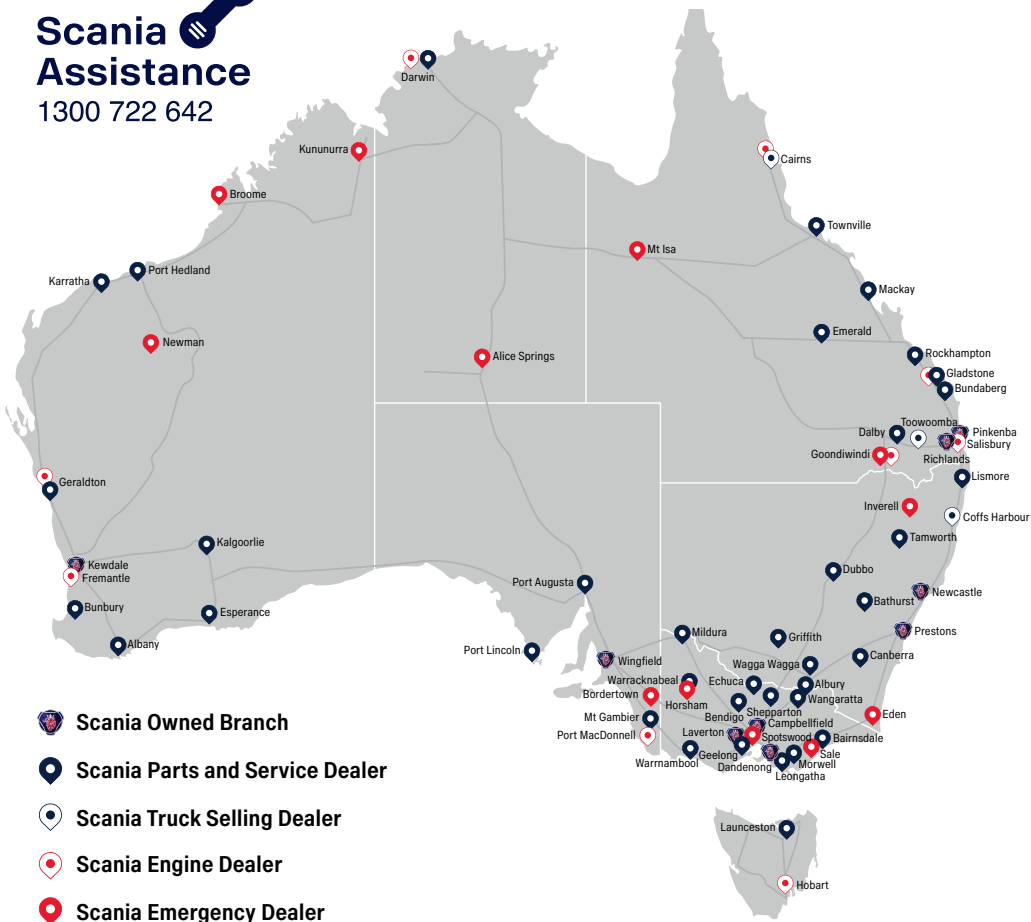 Scania
Assistance
1300 722 642
Darwin
Kununurra
Cairns
Broome
Townville
Mt Isa
Port Hedland
Karratha
Mackay
Emerald
Newman
Alice Springs
Rockhampton
Gladstone
Bundaberg
Toowoomba
Dalby
Pinkenba
Salisbury
Goondiwindi
Richlands
Geraldton
Lismore
Inverell
Coffs Harbour
Tamworth
Kalgoorlie
Kewdale
Fremantle
Dubbo
Port Augusta
Newcastle
Bathurst
Bunbury
Esperance
Prestons
Mildura
Griffith
Albany
Port Lincoln
Canberra
Wingfield
Wagga Wagga
Warracknabeal
Echuca
Albury
Bordertown
Wangaratta
Horsham
Shepparton
Bendigo
Eden
Mt Gambier
Campbellfield
Port MacDonnell
Laverton
Spotswood
Bairnsdale
Geelong
Sale
Warrnambool
Dandenong
Morwell
Leongatha
Launceston
Hobart
Scania Owned Branch
Scania Parts and Service Dealer
Scania Truck Selling Dealer
Scania Engine Dealer
Scania Emergency Dealer